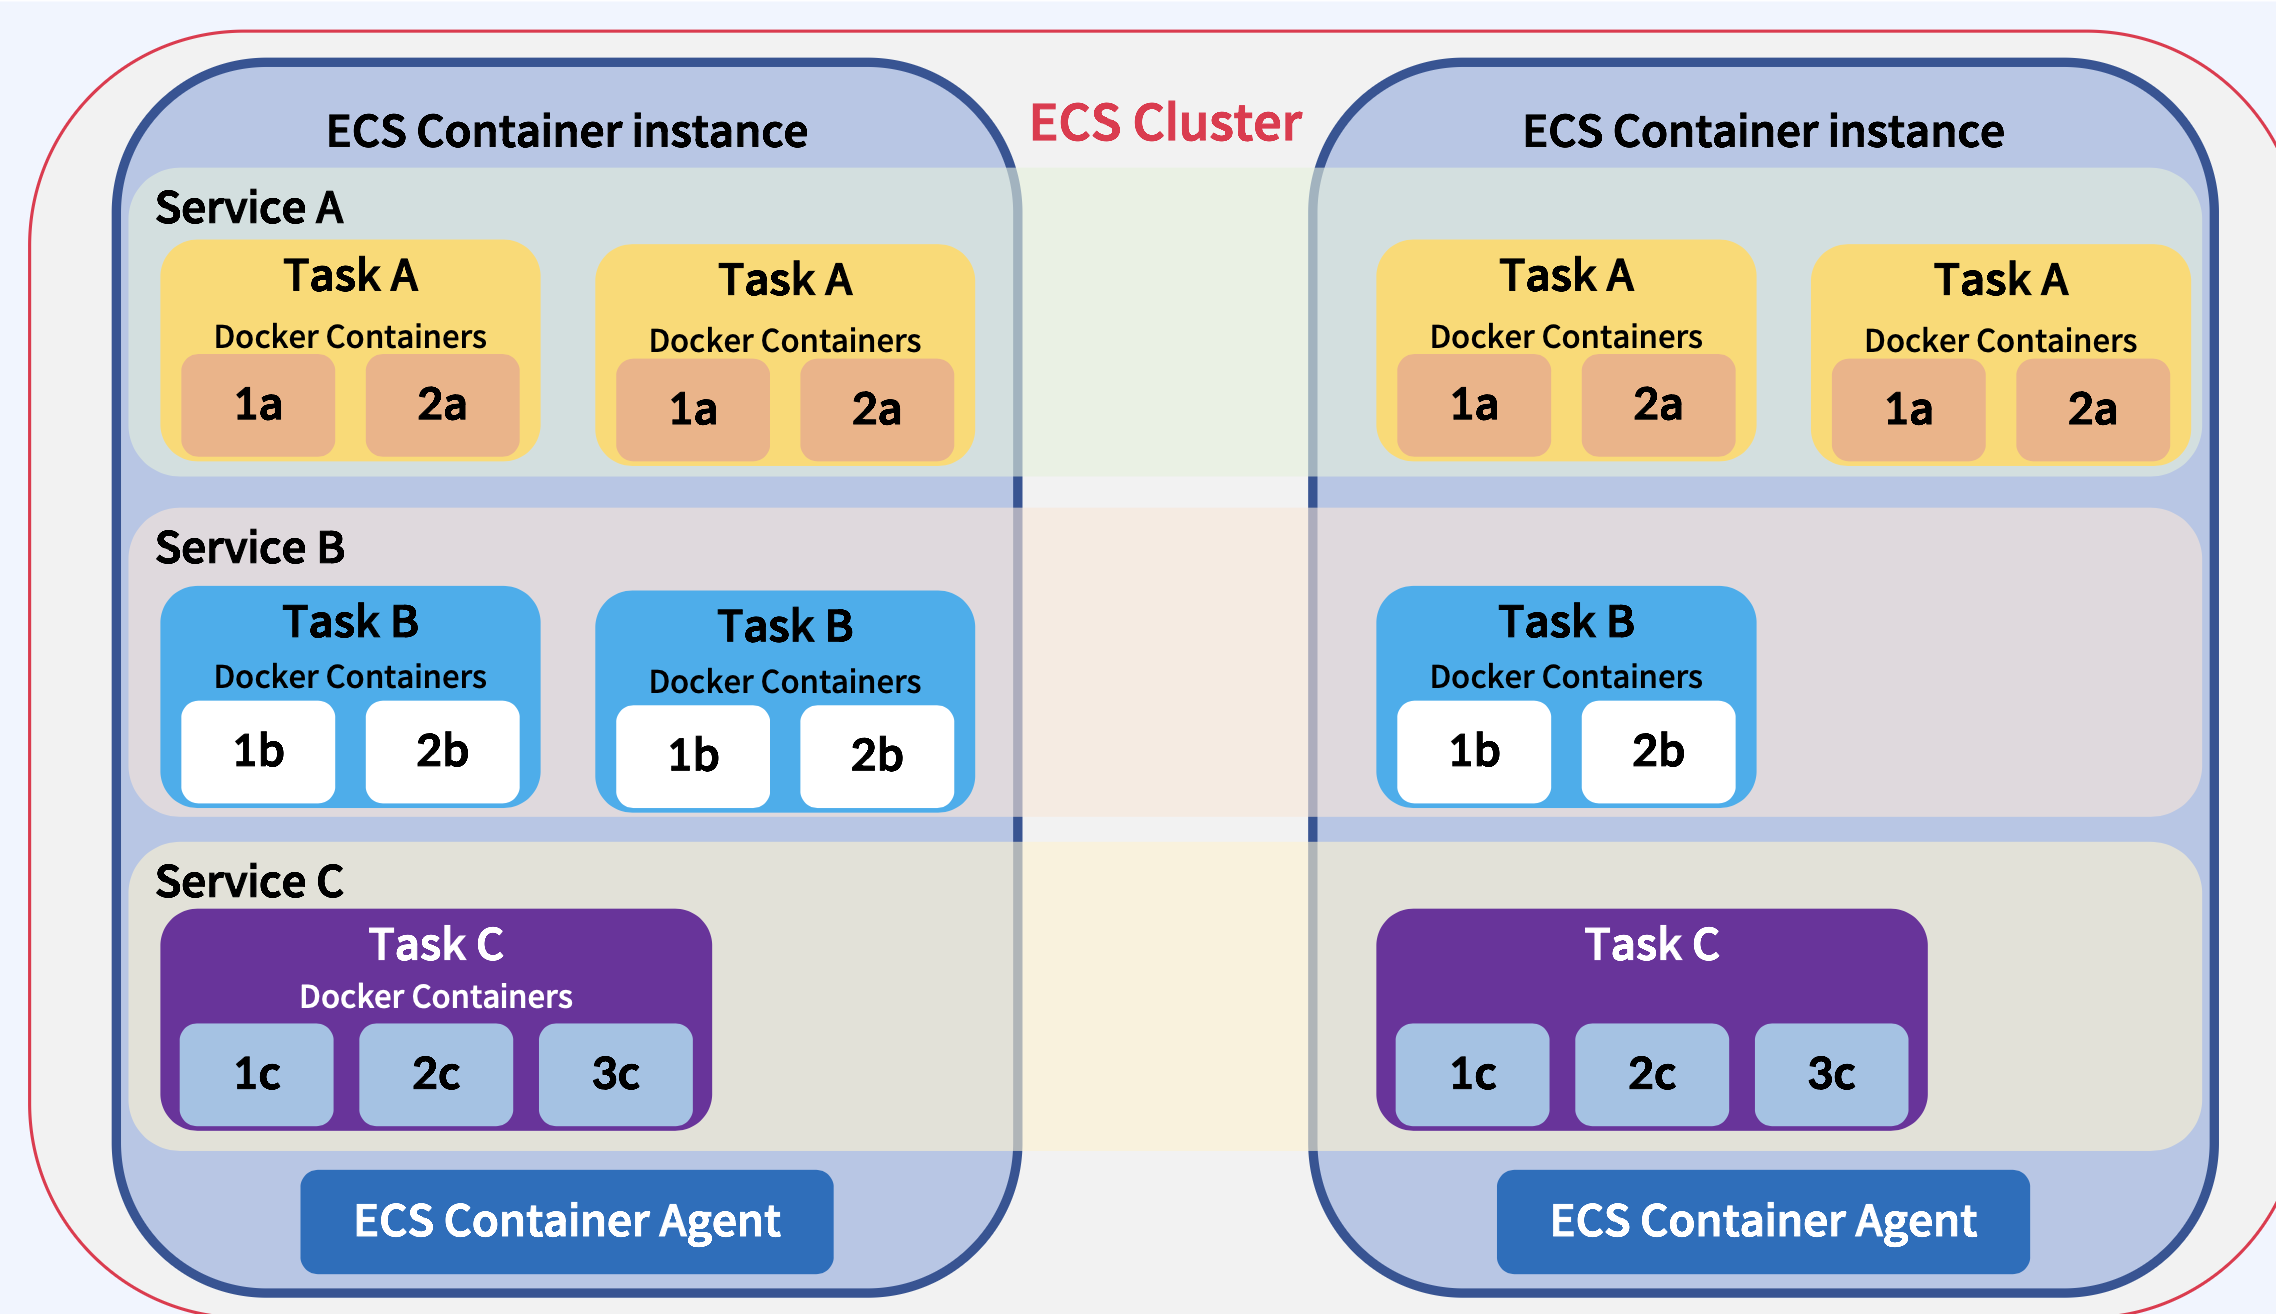 ECS Cluster
ECS Container instance
Service A
Task A
Docker Containers
1a 2a
Task A
Docker Containers
1a 2a
Service B
Task B
Docker Containers
1b 2b
Task B
Docker Containers
1b 2b
Service C
Task C
Docker Containers
1c 2c 3c
ECS Container Agent
ECS Container instance
Task A
Docker Containers
1a 2a
Task A
Docker Containers
1a 2a
Task B
Docker Containers
1b 2b
Task C
1c 2c 3c
ECS Container Agent